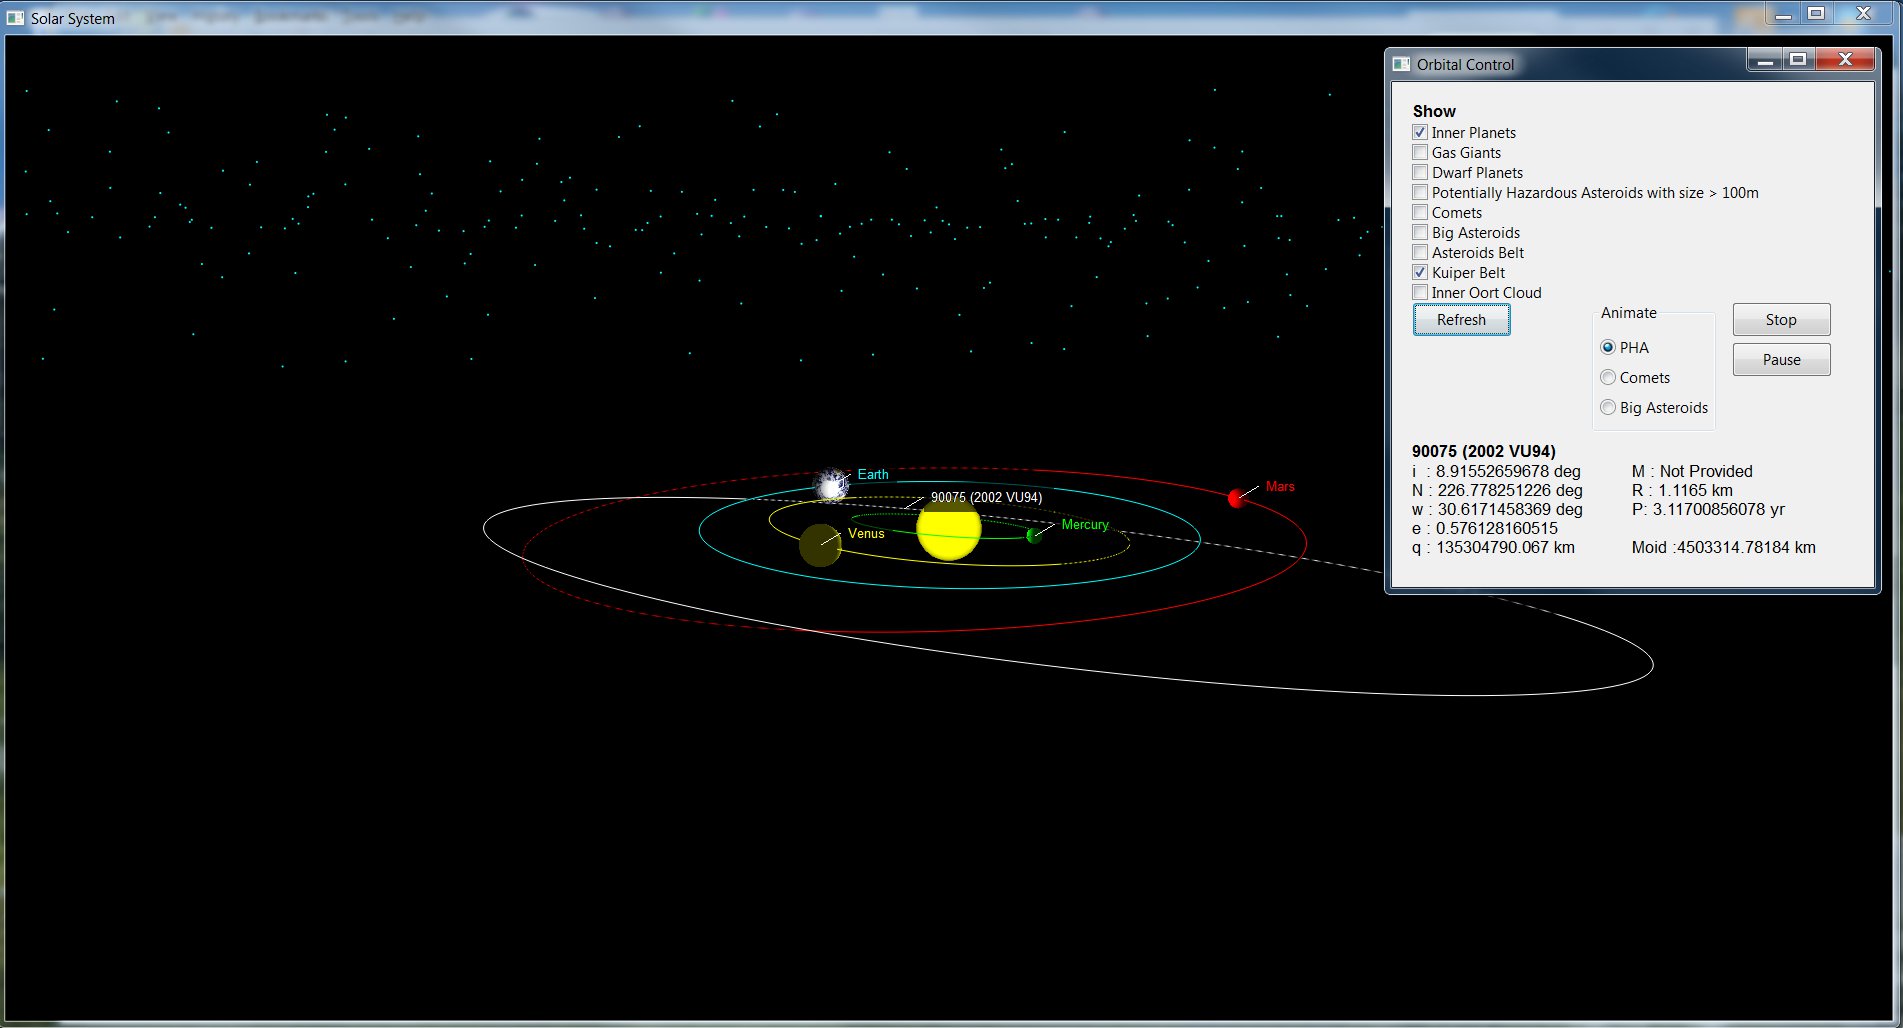 Solar System
Orbital Control
Show
Inner Planets
Gas Giants
Dwarf Planets
Potentially Hazardous Asteroids with size > 100m
Comets
Big Asteroids
Asteroids Belt
Kuiper Belt
Inner Oort Cloud
Refresh
Animate
Stop
PHA
Pause
Comets
Big Asteroids
90075 (2002 VU94)
i : 8.91552659678 deg M : Not Provided
N : 226.778251226 deg R : 1.1165 km
w : 30.6171458369 deg P: 3.11700856078 yr
e : 0.576128160515
q : 135304790.067 km Moid :4503314.78184 km
Earth
Mars
90075 (2002 VU94)
Mercury
Venus